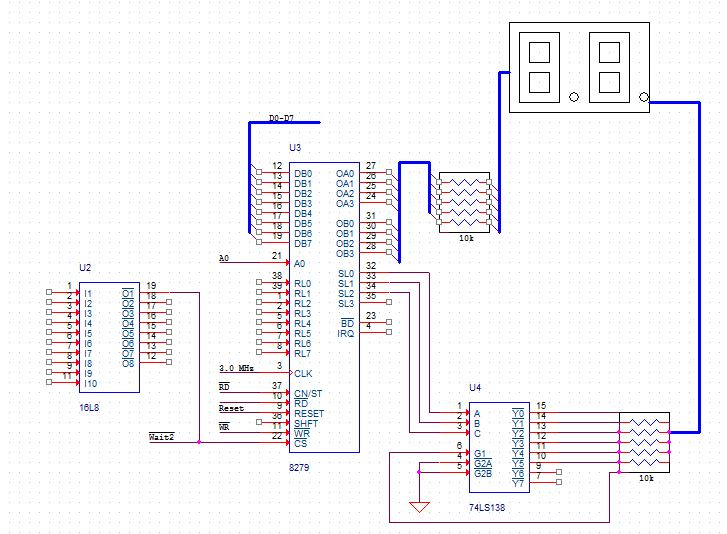 D0-D7
U3
12 DB0 OA0 27
13 DB1 OA1 26
14 DB2 OA2 25
15 DB3 OA3 24
16 DB4
17 DB5 OB0 31
18 DB6 OB1 30
19 DB7 OB2 29
OB3 28
10k
A0 21 A0
SL0 32
38 RL0 SL1 33
39 RL1 SL2 34
1 RL2 SL3 35
2 RL3
5 RL4 BD 23
6 RL5 IRQ 4
7 RL6
8 RL7
3.0 MHz 3 CLK
RD 37 CN/ST
10 RD
Reset 9 RESET
36 SHFT
WR 11 WR
Wait2 22 CS
8279
U2
1 I1 O1 19
2 I2 O2 18
3 I3 O3 17
4 I4 O4 16
5 I5 O5 15
6 I6 O6 14
7 I7 O7 13
8 I8 O8 12
9 I9
11 I10
16L8
U4
1 A Y0 15
2 B Y1 14
3 C Y2 13
Y3 12
6 G1 Y4 11
4 G2A Y5 10
5 G2B Y6 9
Y7 7
74LS138
10k